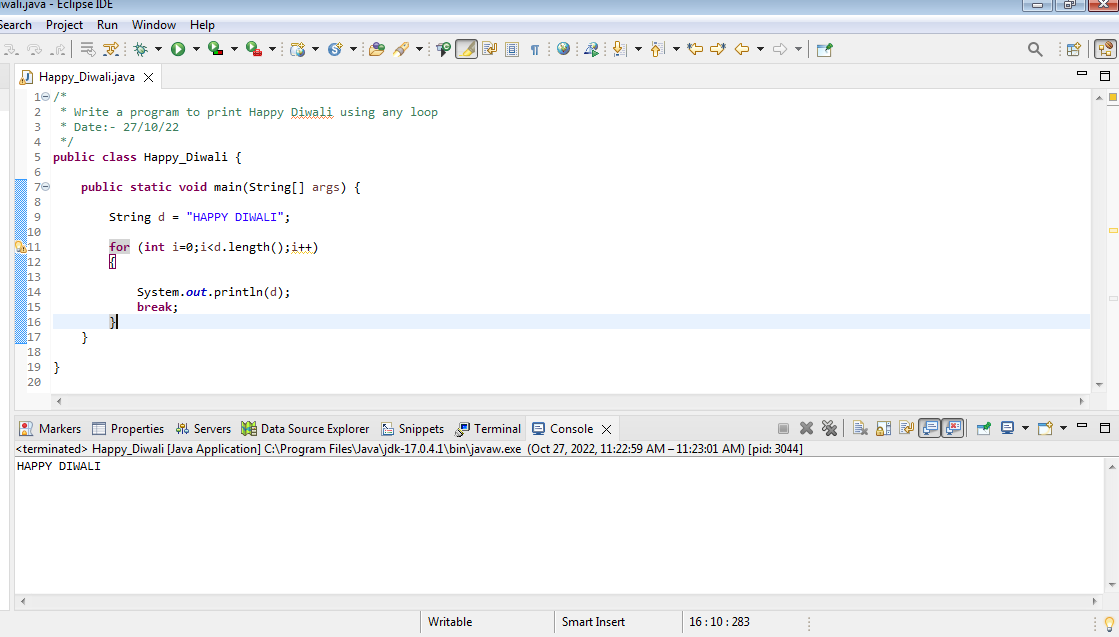 wali.java - Eclipse IDE
Search Project Run Window Help
Happy_Diwali.java
1 /*
2  * Write a program to print Happy Diwali using any loop
3  * Date:- 27/10/22
4  */
5 public class Happy_Diwali {
6
7     public static void main(String[] args) {
8
9         String d = "HAPPY DIWALI";
10
11         for (int i=0;i<d.length();i++)
12         {
13
14             System.out.println(d);
15             break;
16         }
17     }
18
19 }
20
Markers Properties Servers Data Source Explorer Snippets Terminal Console
<terminated> Happy_Diwali [Java Application] C:\Program Files\Java\jdk-17.0.4.1\bin\javaw.exe (Oct 27, 2022, 11:22:59 AM – 11:23:01 AM) [pid: 3044]
HAPPY DIWALI
Writable Smart Insert 16 : 10 : 283